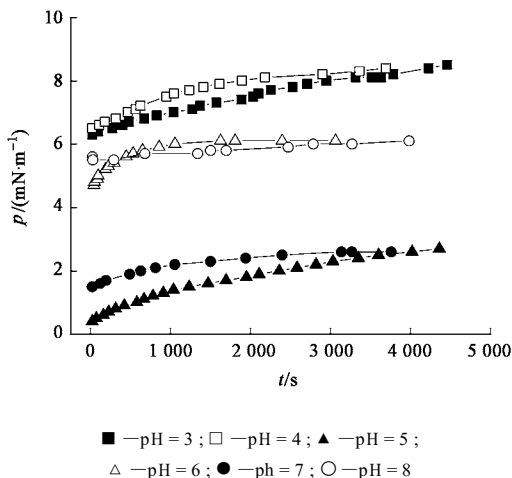 10
8
6
4
2
0
p/(mN·m⁻¹)
0 1 000 2 000 3 000 4 000 5 000
t/s
■ —pH = 3 ; □ —pH = 4 ; ▲ —pH = 5 ;
△ —pH = 6 ; ● —ph = 7 ; ○ —pH = 8